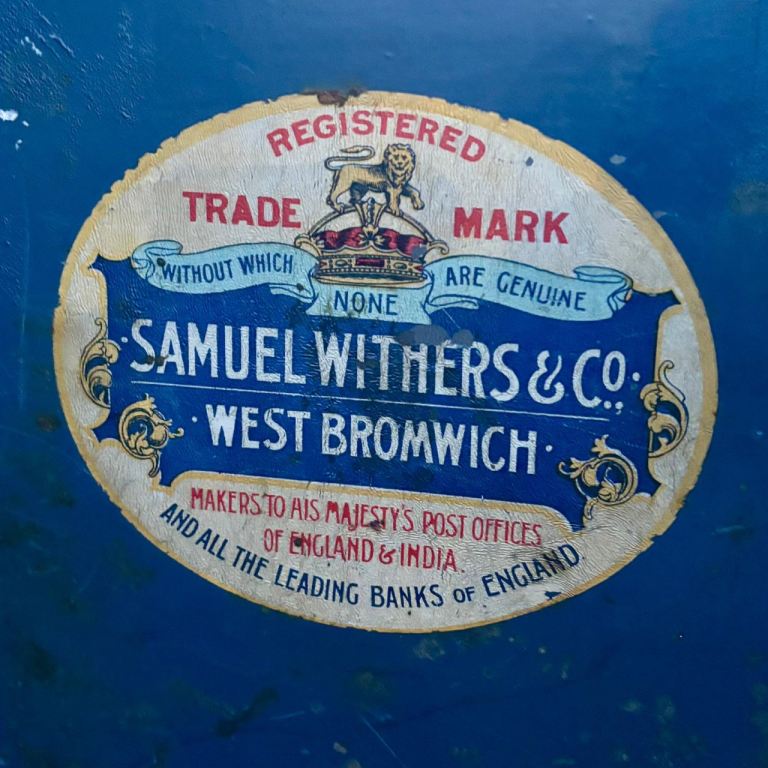 REGISTERED
TRADE MARK
WITHOUT WHICH NONE ARE GENUINE
SAMUEL WITHERS & Co.
WEST BROMWICH
MAKERS TO HIS MAJESTY'S POST OFFICES
OF ENGLAND & INDIA.
AND ALL THE LEADING BANKS OF ENGLAND